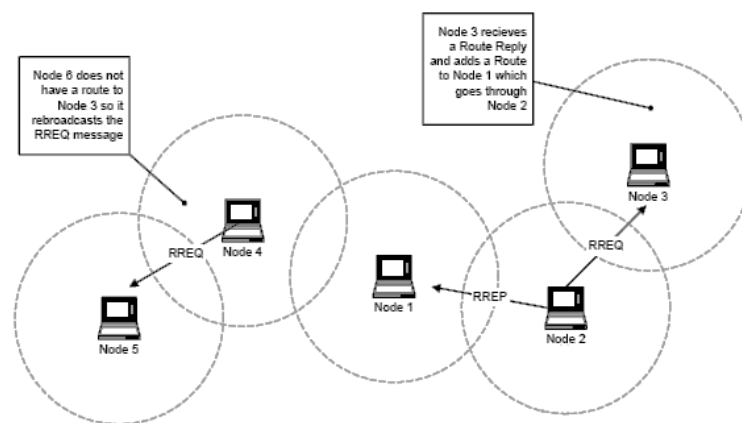 Node 3 recieves
a Route Reply
and adds a Route
to Node 1 which
goes through
Node 2
Node 6 does not
have a route to
Node 3 so it
rebroadcasts the
RREQ message
Node 3
RREQ
RREQ
Node 4
RREP
Node 1
Node 2
Node 5